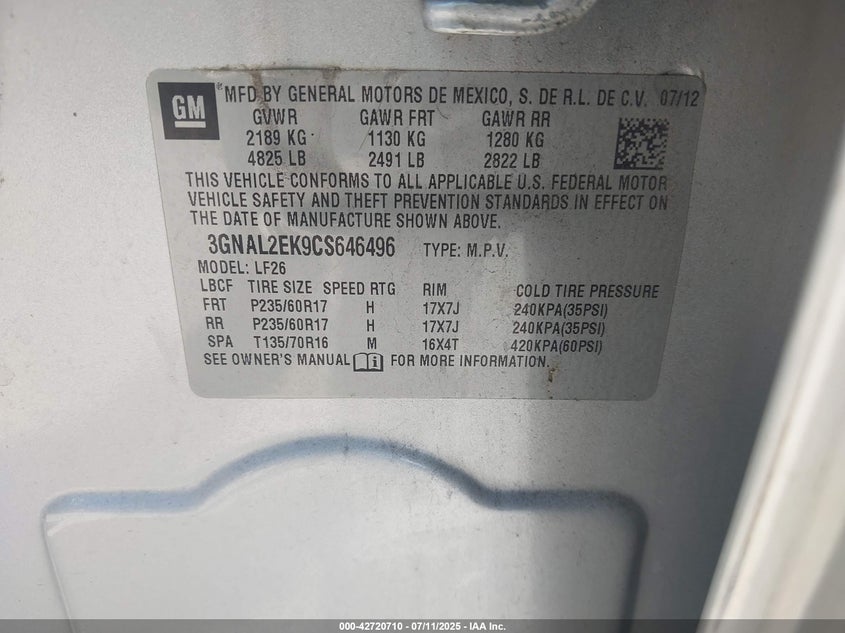 GM
MFD BY GENERAL MOTORS DE MEXICO, S. DE R.L. DE C.V. 07/12
GVWR GAWR FRT GAWR RR
2189 KG 1130 KG 1280 KG
4825 LB 2491 LB 2822 LB
THIS VEHICLE CONFORMS TO ALL APPLICABLE U.S. FEDERAL MOTOR
VEHICLE SAFETY AND THEFT PREVENTION STANDARDS IN EFFECT ON
THE DATE OF MANUFACTURE SHOWN ABOVE.
3GNAL2EK9CS646496 TYPE: M.P.V.
MODEL: LF26
LBCF TIRE SIZE SPEED RTG RIM COLD TIRE PRESSURE
FRT P235/60R17 H 17X7J 240KPA(35PSI)
RR P235/60R17 H 17X7J 240KPA(35PSI)
SPA T135/70R16 M 16X4T 420KPA(60PSI)
SEE OWNER'S MANUAL FOR MORE INFORMATION.
000-42720710 - 07/11/2025 - IAA Inc.